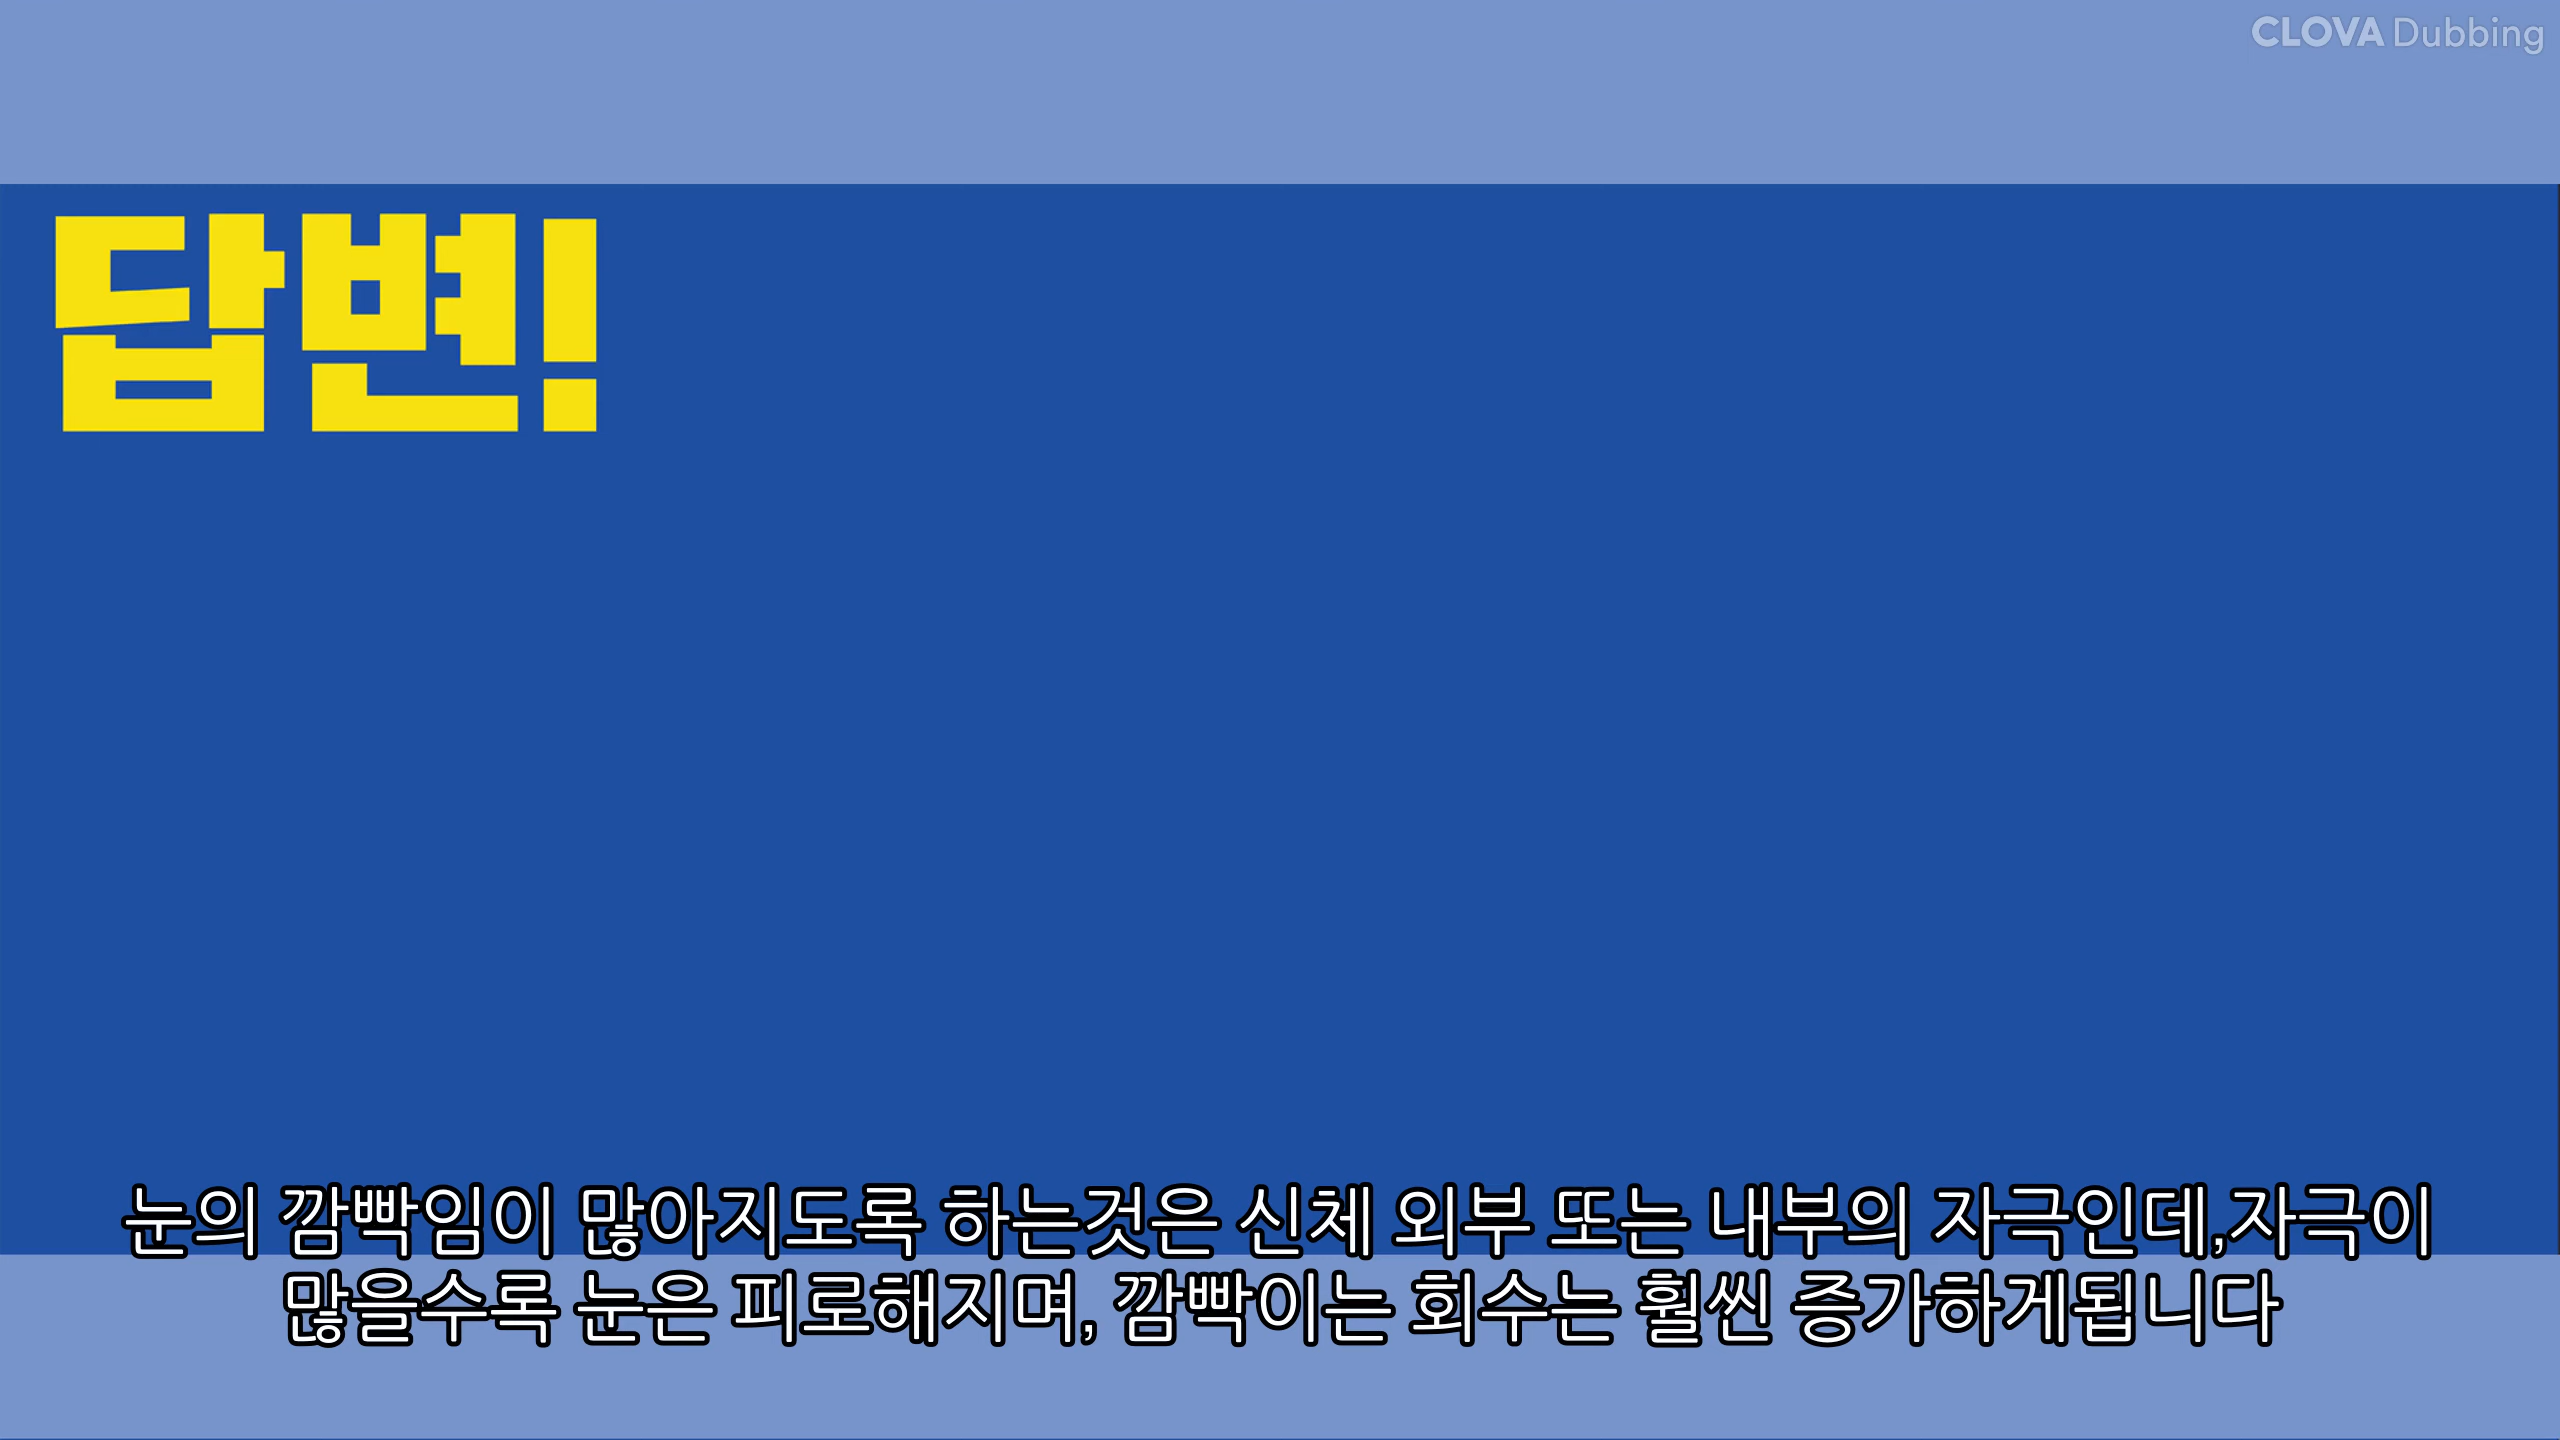 CLOVA Dubbing
답변!
눈의 깜빡임이 많아지도록 하는것은 신체 외부 또는 내부의 자극인데,자극이
많을수록 눈은 피로해지며, 깜빡이는 회수는 훨씬 증가하게됩니다